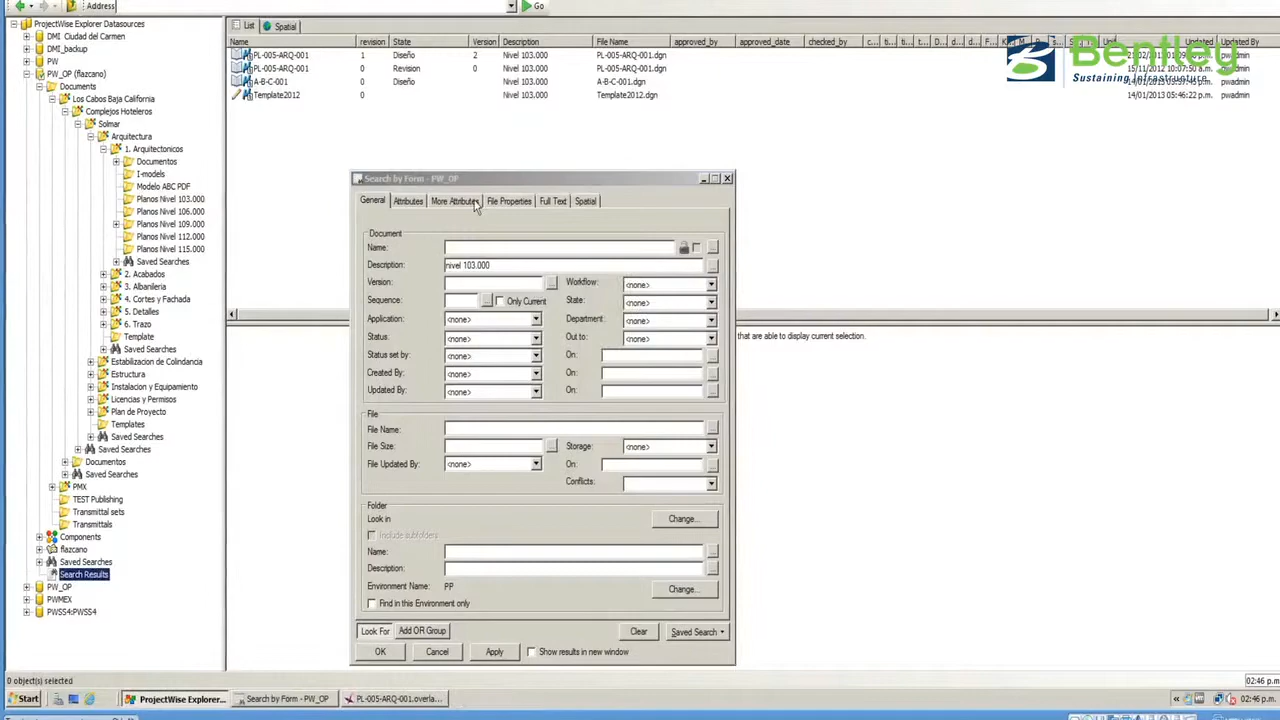 Address
Go
ProjectWise Explorer Datasources
DMI_Ciudad del Carmen
DMI_backup
PW
PW_OP (flazcano)
Documents
Los Cabos Baja California
Complejos Hoteleros
Solmar
Arquitectura
1. Arquitectonicos
Documentos
I-models
Modelo ABC PDF
Planos Nivel 103.000
Planos Nivel 106.000
Planos Nivel 109.000
Planos Nivel 112.000
Planos Nivel 115.000
Saved Searches
2. Acabados
3. Albanileria
4. Cortes y Fachada
5. Detalles
6. Trazo
Template
Saved Searches
Estabilizacion de Colindancia
Estructura
Instalacion y Equipamiento
Licencias y Permisos
Plan de Proyecto
Templates
Saved Searches
Saved Searches
Documentos
Saved Searches
PMX
TEST Publishing
Transmittal sets
Transmittals
Components
flazcano
Saved Searches
Search Results
PW_OP
PWMEX
PWSS4:PWSS4
List Spatial
Name revision State Version Description File Name approved_by approved_date checked_by Updated Updated By
PL-005-ARQ-001 1 Diseño 2 Nivel 103.000 PL-005-ARQ-001.dgn pwadmin
PL-005-ARQ-001 Revision 0 Nivel 103.000 PL-005-ARQ-001.dgn 15/11/2012 10:07:50 a.m. pwadmin
A-B-C-001 0 Diseño Nivel 103.000 A-B-C-001.dgn pwadmin
Template2012 0 Nivel 103.000 Template2012.dgn 14/01/2013 05:46:22 p.m. pwadmin
Bentley
Sustaining Infrastructure
that are able to display current selection.
Search by Form - PW_OP
General Attributes More Attributes File Properties Full Text Spatial
Document
Name:
Description: nivel 103.000
Version: Workflow: <none>
Sequence: Only Current State: <none>
Application: <none> Department: <none>
Status: <none> Out to: <none>
Status set by: <none> On:
Created By: <none> On:
Updated By: <none> On:
File
File Name:
File Size: Storage: <none>
File Updated By: <none> On:
Conflicts:
Folder
Look in Change...
Include subfolders
Name:
Description:
Environment Name: PP Change...
Find in this Environment only
Look For Add OR Group Clear Saved Search
OK Cancel Apply Show results in new window
0 object(s) selected
02:46 p.m
Start ProjectWise Explorer... Search by Form - PW_OP PL-005-ARQ-001.overla... 02:46 p.m.